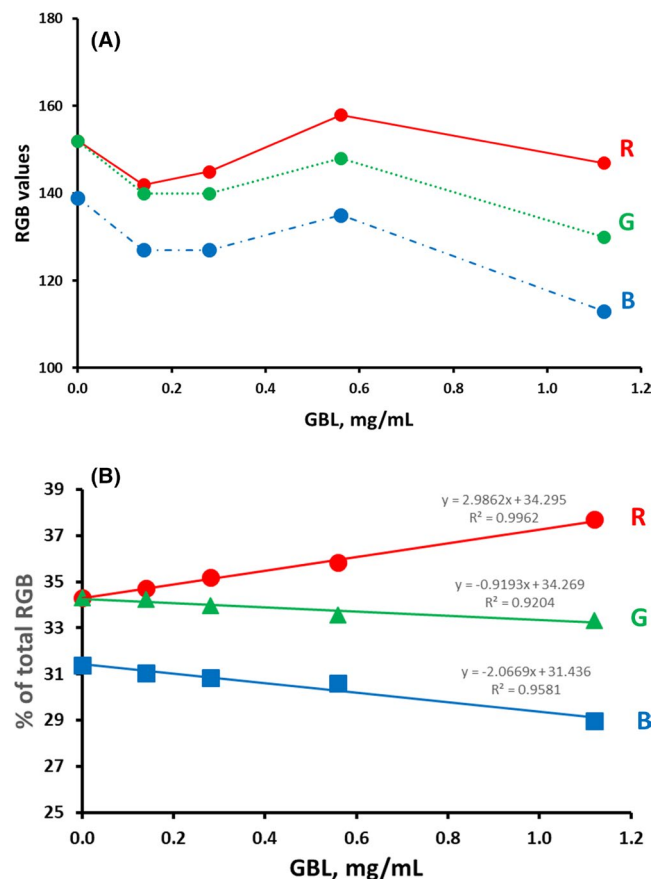 (A)
RGB values
180
160
140
120
100
R
G
B
0.0 0.2 0.4 0.6 0.8 1.0 1.2
GBL, mg/mL
(B)
% of total RGB
39
37
35
33
31
29
27
25
y = 2.9862x + 34.295
R² = 0.9962
R
y = -0.9193x + 34.269
R² = 0.9204
G
y = -2.0669x + 31.436
R² = 0.9581
B
0.0 0.2 0.4 0.6 0.8 1.0 1.2
GBL, mg/mL